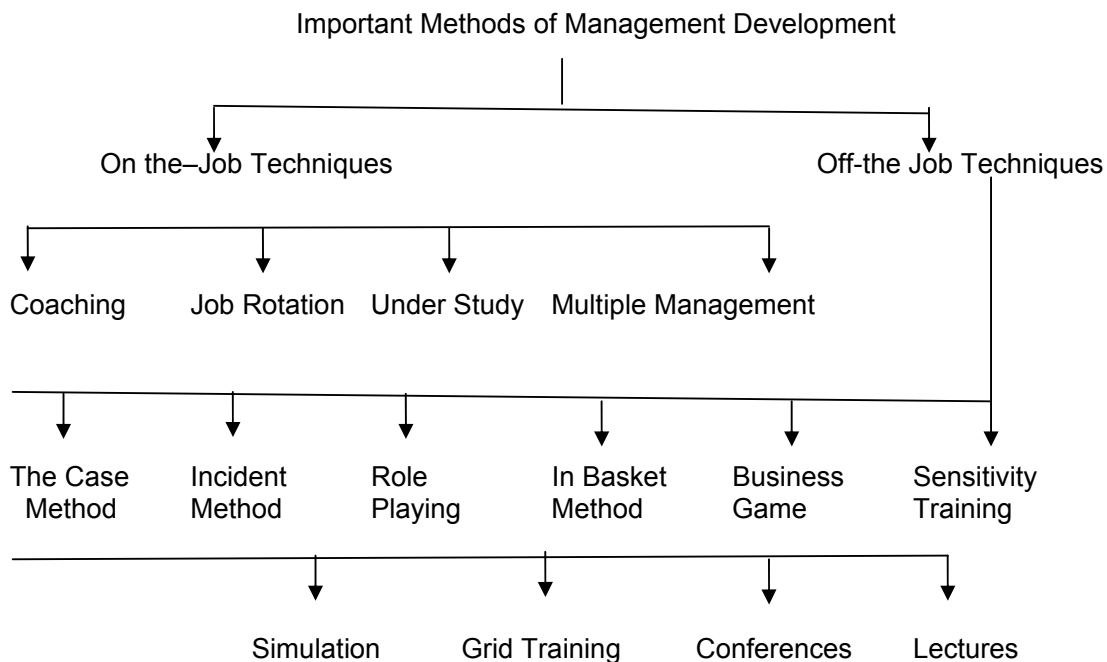 Important Methods of Management Development
On the–Job Techniques
Off-the Job Techniques
Coaching
Job Rotation
Under Study
Multiple Management
The Case
Method
Incident
Method
Role
Playing
In Basket
Method
Business
Game
Sensitivity
Training
Simulation
Grid Training
Conferences
Lectures